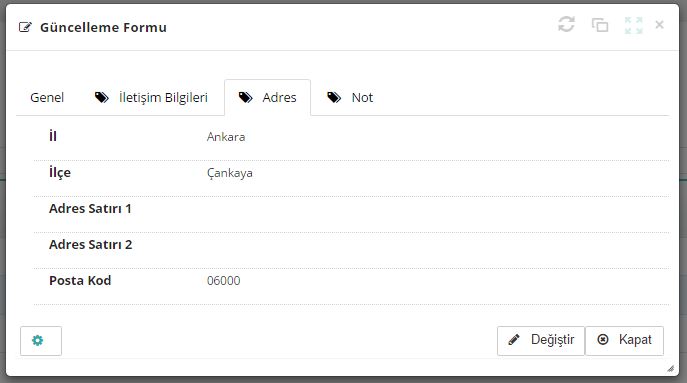 Güncelleme Formu
Genel İletişim Bilgileri Adres Not
İl Ankara
İlçe Çankaya
Adres Satırı 1
Adres Satırı 2
Posta Kod 06000
Değiştir Kapat